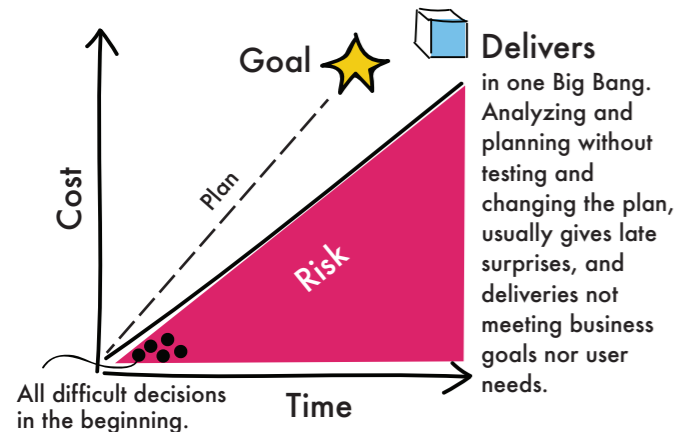 Goal
Delivers
in one Big Bang.
Analyzing and
planning without
testing and
changing the plan,
usually gives late
surprises, and
deliveries not
meeting business
goals nor user
needs.
Plan
Cost
Risk
All difficult decisions
in the beginning.
Time